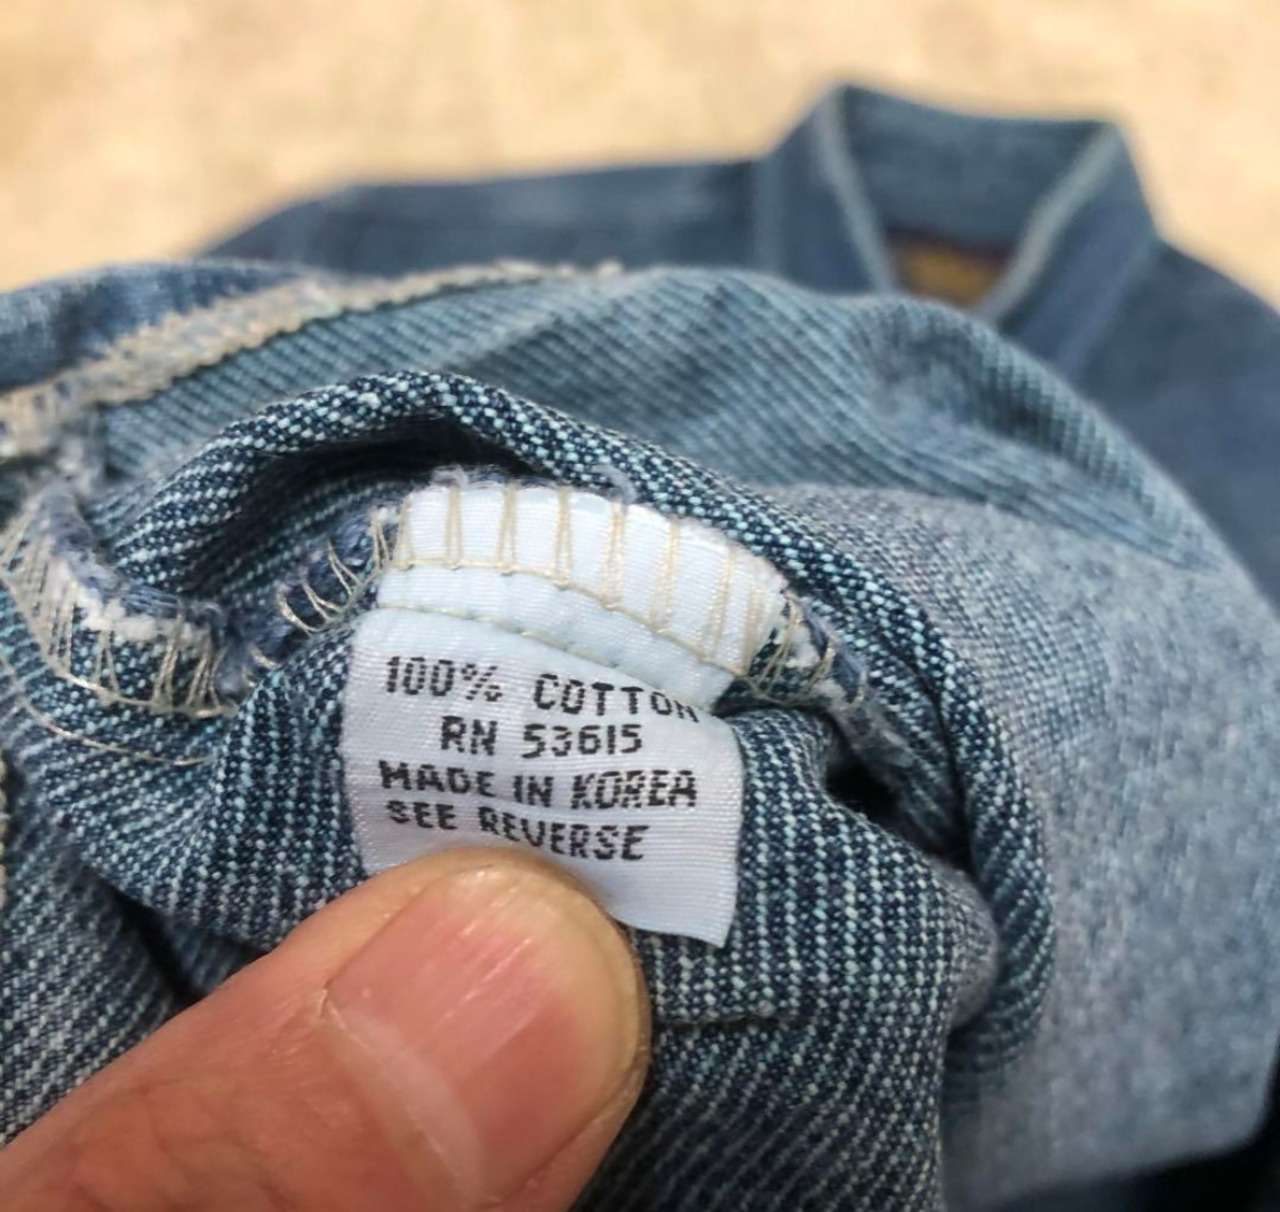 100% COTTON
RN 53615
MADE IN KOREA
SEE REVERSE